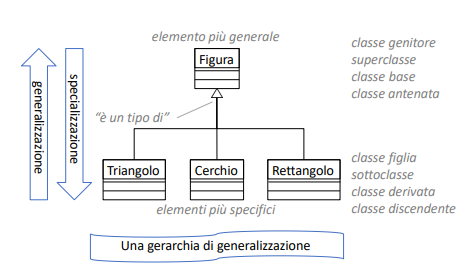 elemento più generale
Figura
classe genitore
superclasse
classe base
classe antenata
generalizzazione
specializzazione
“è un tipo di”
Triangolo
Cerchio
Rettangolo
classe figlia
sottoclasse
classe derivata
classe discendente
elementi più specifici
Una gerarchia di generalizzazione